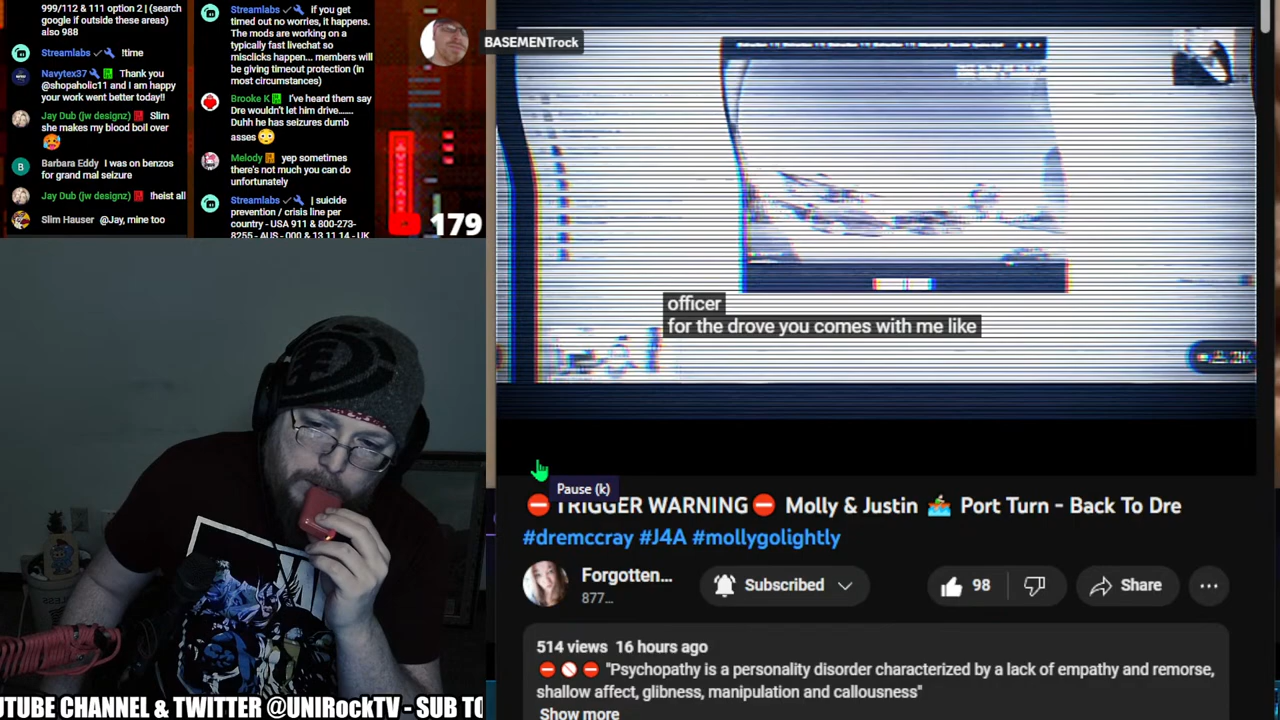 999/112 & 111 option 2 | (search
google if outside these areas)
also 988
Streamlabs !time
Navytex37 Thank you
@shopaholic11 and I am happy
your work went better today!!
Jay Dub (jw designz) Slim
she makes my blood boll over
Barbara Eddy I was on benzos
for grand mal seizure
Jay Dub (jw designz) !heist all
Slim Hauser @Jay, mine too
Streamlabs if you get
timed out no worries, it happens.
The mods are working on a
typically fast livechat so
misclicks happen... members will
be giving timeout protection (in
most circumstances)
Brooke K I've heard them say
Dre wouldn't let him drive.......
Duhh he has seizures dumb
asses
Melody yep sometimes
there's not much you can do
unfortunately
Streamlabs | suicide
prevention / crisis line per
country - USA 911 & 800-273-
8255 - AUS - 000 & 13 11 14 - UK
179
BASEMENTrock
officer
for the drove you comes with me like
Pause (k)
TRIGGER WARNING Molly & Justin Port Turn - Back To Dre
#dremccray #J4A #mollygolightly
Forgotten...
877...
Subscribed
98
Share
514 views 16 hours ago
"Psychopathy is a personality disorder characterized by a lack of empathy and remorse,
shallow affect, glibness, manipulation and callousness"
Show more
UTUBE CHANNEL & TWITTER @UNIRockTV - SUB TO